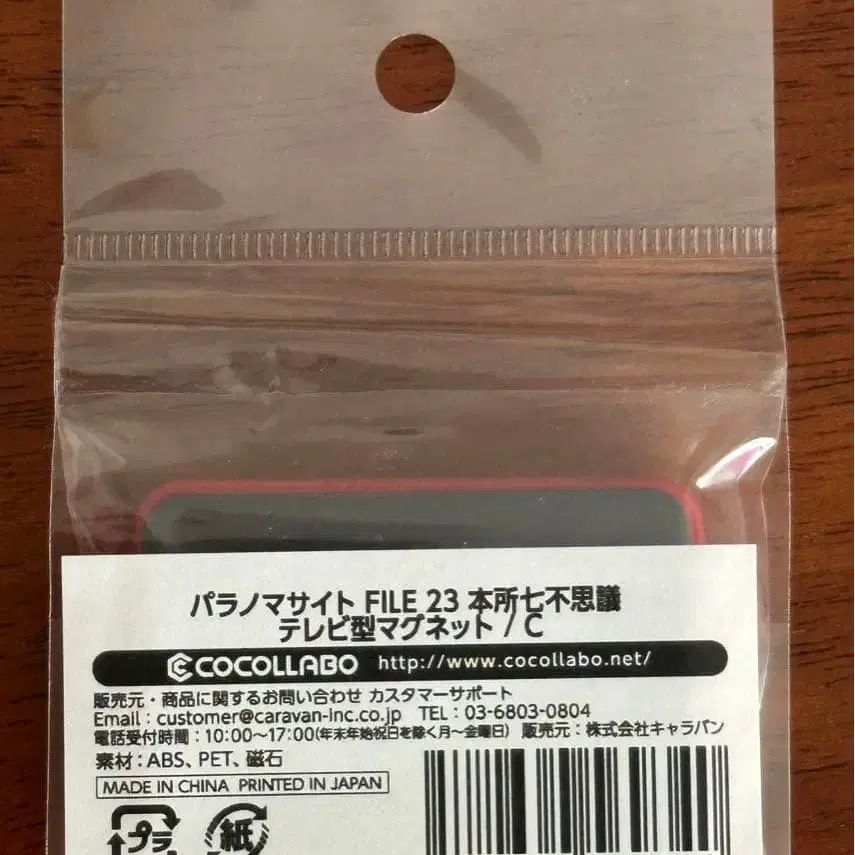 パラノマサイト FILE 23 本所七不思議
テレビ型マグネット / C
COCOLLABO http://www.cocollabo.net/
販売元・商品に関するお問い合わせ カスタマーサポート
Email：customer@caravan-inc.co.jp TEL：03-6803-0804
電話受付時間：10:00～17:00(年末年始祝日を除く月～金曜日) 販売元：株式会社キャラバン
素材：ABS、PET、磁石
MADE IN CHINA PRINTED IN JAPAN
プラ 紙